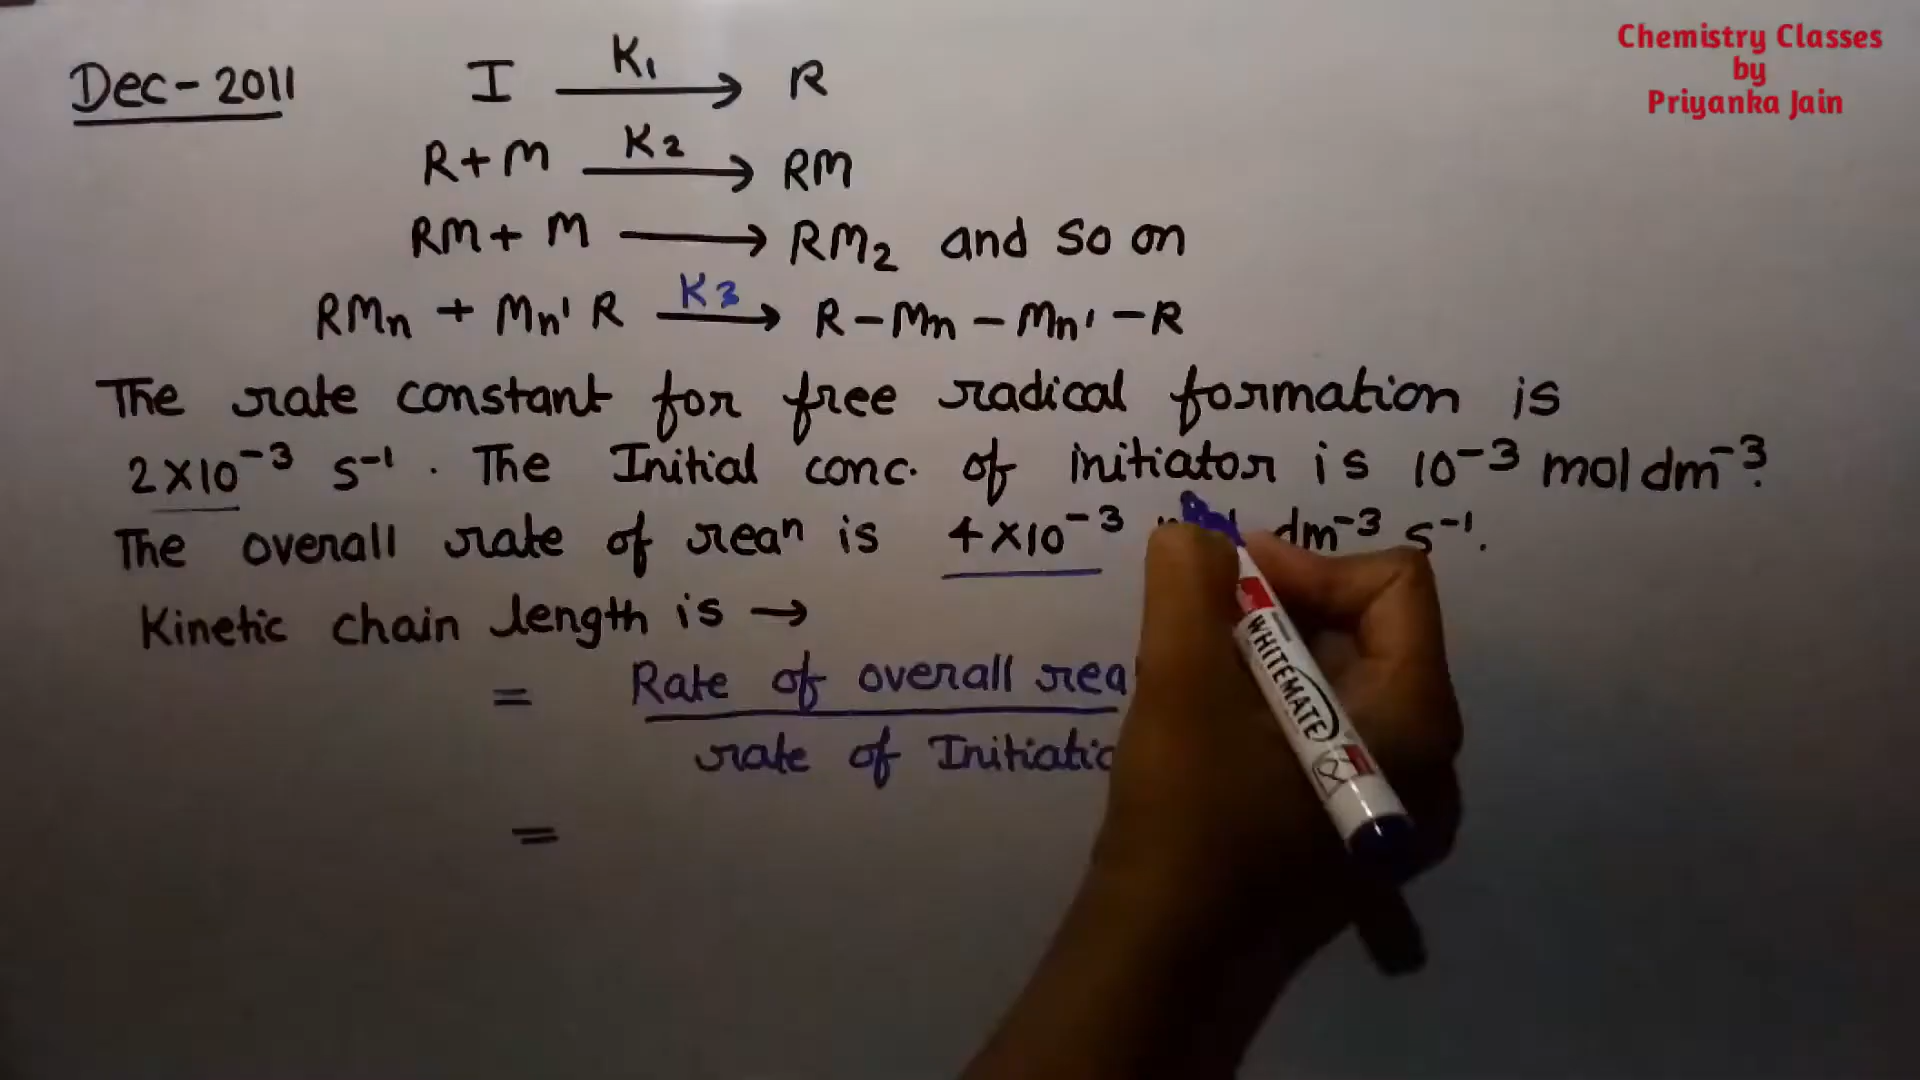 Chemistry Classes
by
Priyanka Jain
Dec-2011
I K1 → R
R+M K2 → RM
RM + M → RM2 and so on
RMn + Mn' R K3 → R-Mn-Mn'-R
The rate constant for free radical formation is
2×10⁻³ s⁻¹. The Initial conc. of initiator is 10⁻³ mol dm⁻³.
The overall rate of reaⁿ is 4×10⁻³ dm⁻³ s⁻¹.
Kinetic chain length is →
= Rate of overall
rate of
=
WHITEMATE